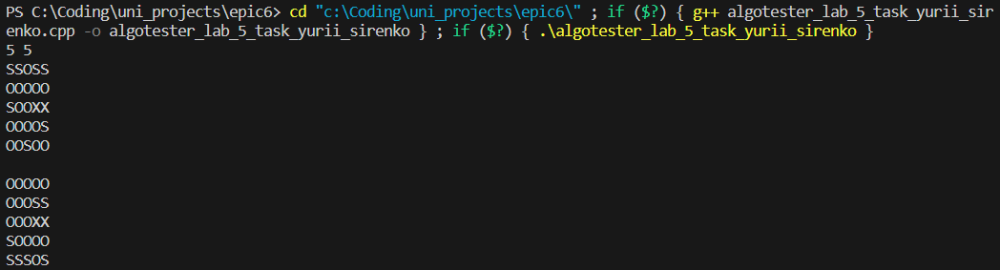 PS C:\Coding\uni_projects\epic6> cd "c:\Coding\uni_projects\epic6\" ; if ($?) { g++ algotester_lab_5_task_yurii_sir
enko.cpp -o algotester_lab_5_task_yurii_sirenko } ; if ($?) { .\algotester_lab_5_task_yurii_sirenko }
5 5
SSOSS
OOOOO
SOOXX
OOOOS
OOSOO

OOOOO
OOOSS
OOOXX
SOOOO
SSSOS